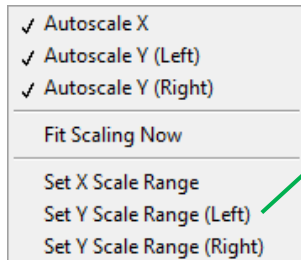 Autoscale X
Autoscale Y (Left)
Autoscale Y (Right)
Fit Scaling Now
Set X Scale Range
Set Y Scale Range (Left)
Set Y Scale Range (Right)